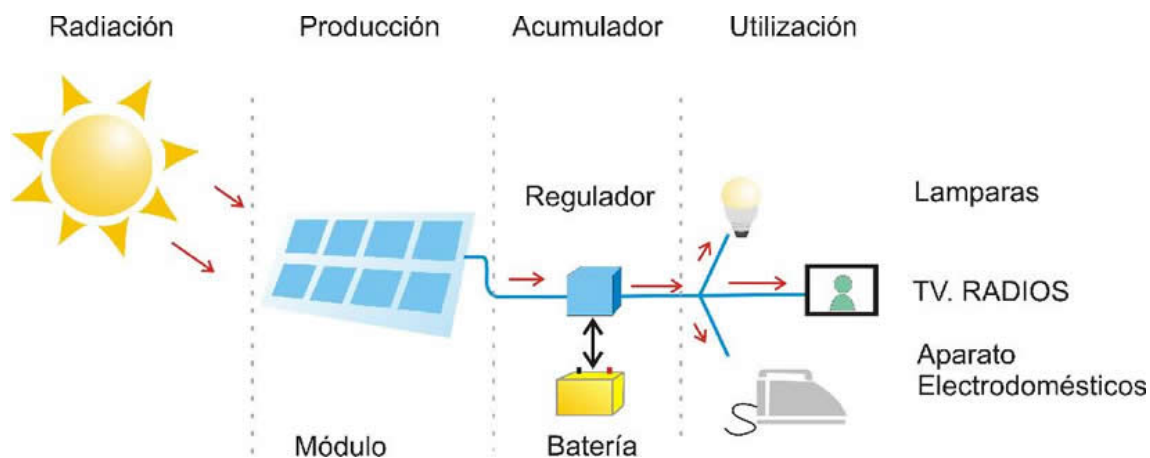 Radiación
Producción
Acumulador
Utilización
Regulador
Lamparas
TV. RADIOS
Aparato
Electrodomésticos
Módulo
Batería